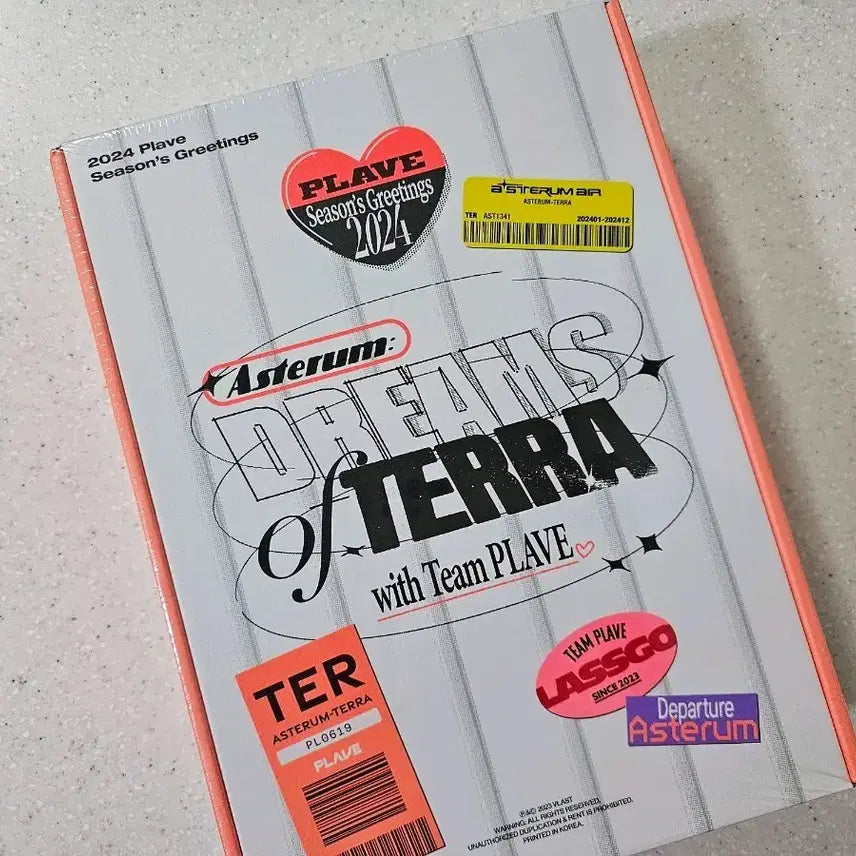 2024 Plave
Season's Greetings
PLAVE
Season's Greetings
2024
asterum air
ASTERUM-TERRA
TER AST1341 202401-202412
Asterum:
DREAMS
of TERRA
with Team PLAVE
TER
ASTERUM-TERRA
PL0619
PLAVE
TEAM PLAVE
LASSGO
SINCE 2023
Departure
Asterum
℗&© 2023 VLAST
WARNING: ALL RIGHTS RESERVED.
UNAUTHORIZED DUPLICATION & RENT IS PROHIBITED.
PRINTED IN KOREA.